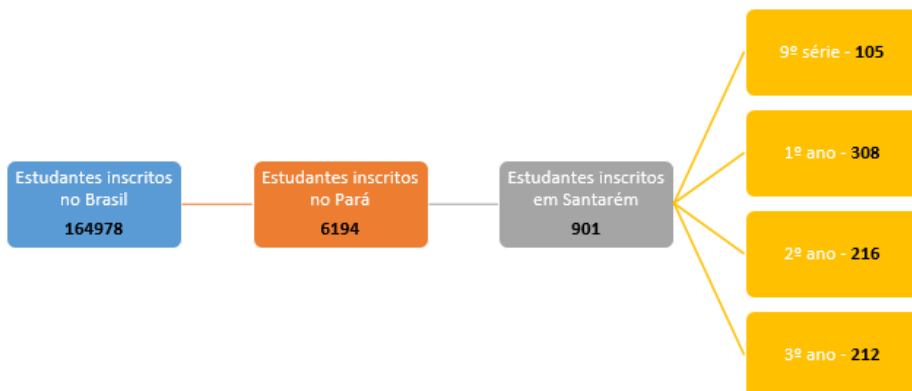 Estudantes inscritos
no Brasil
164978
Estudantes inscritos
no Pará
6194
Estudantes inscritos
em Santarém
901
9º série - 105
1º ano - 308
2º ano - 216
3º ano - 212